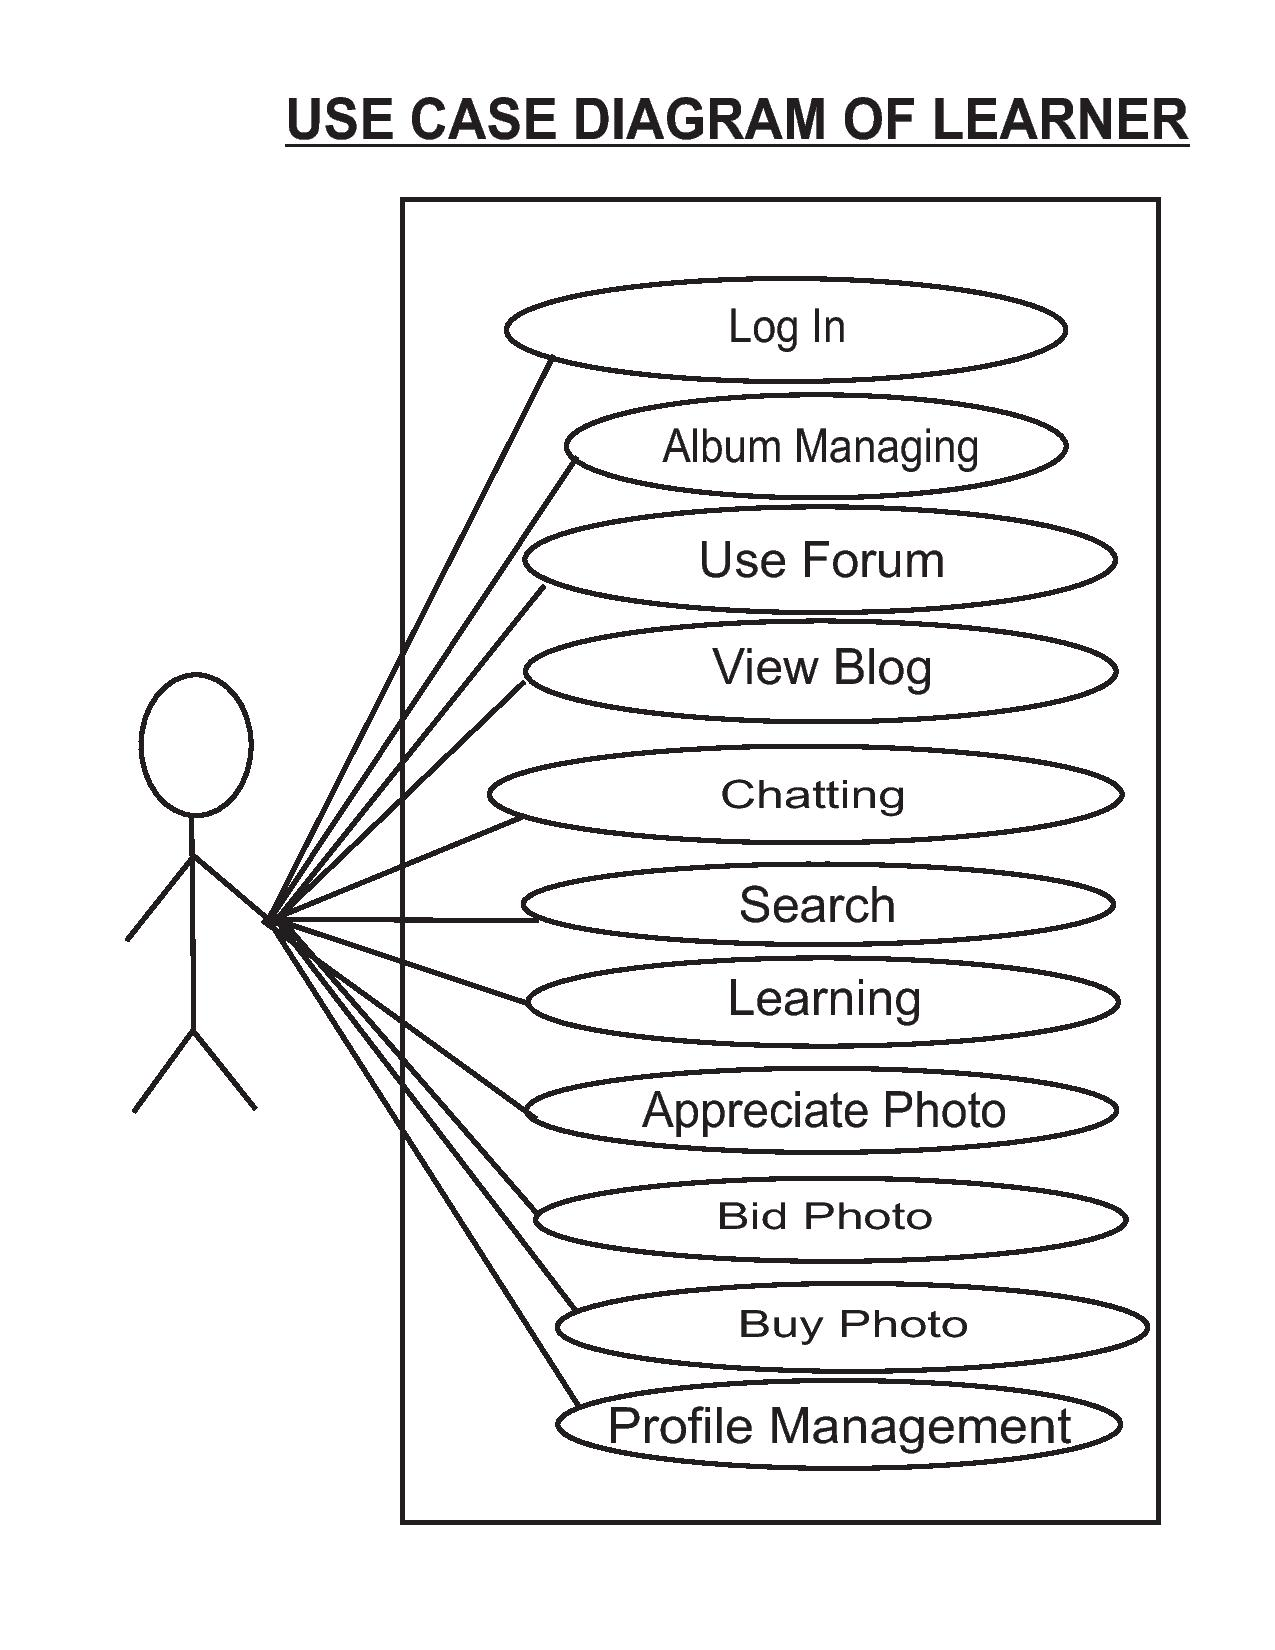 USE CASE DIAGRAM OF LEARNER
Log In
Album Managing
Use Forum
View Blog
Chatting
Search
Learning
Appreciate Photo
Bid Photo
Buy Photo
Profile Management